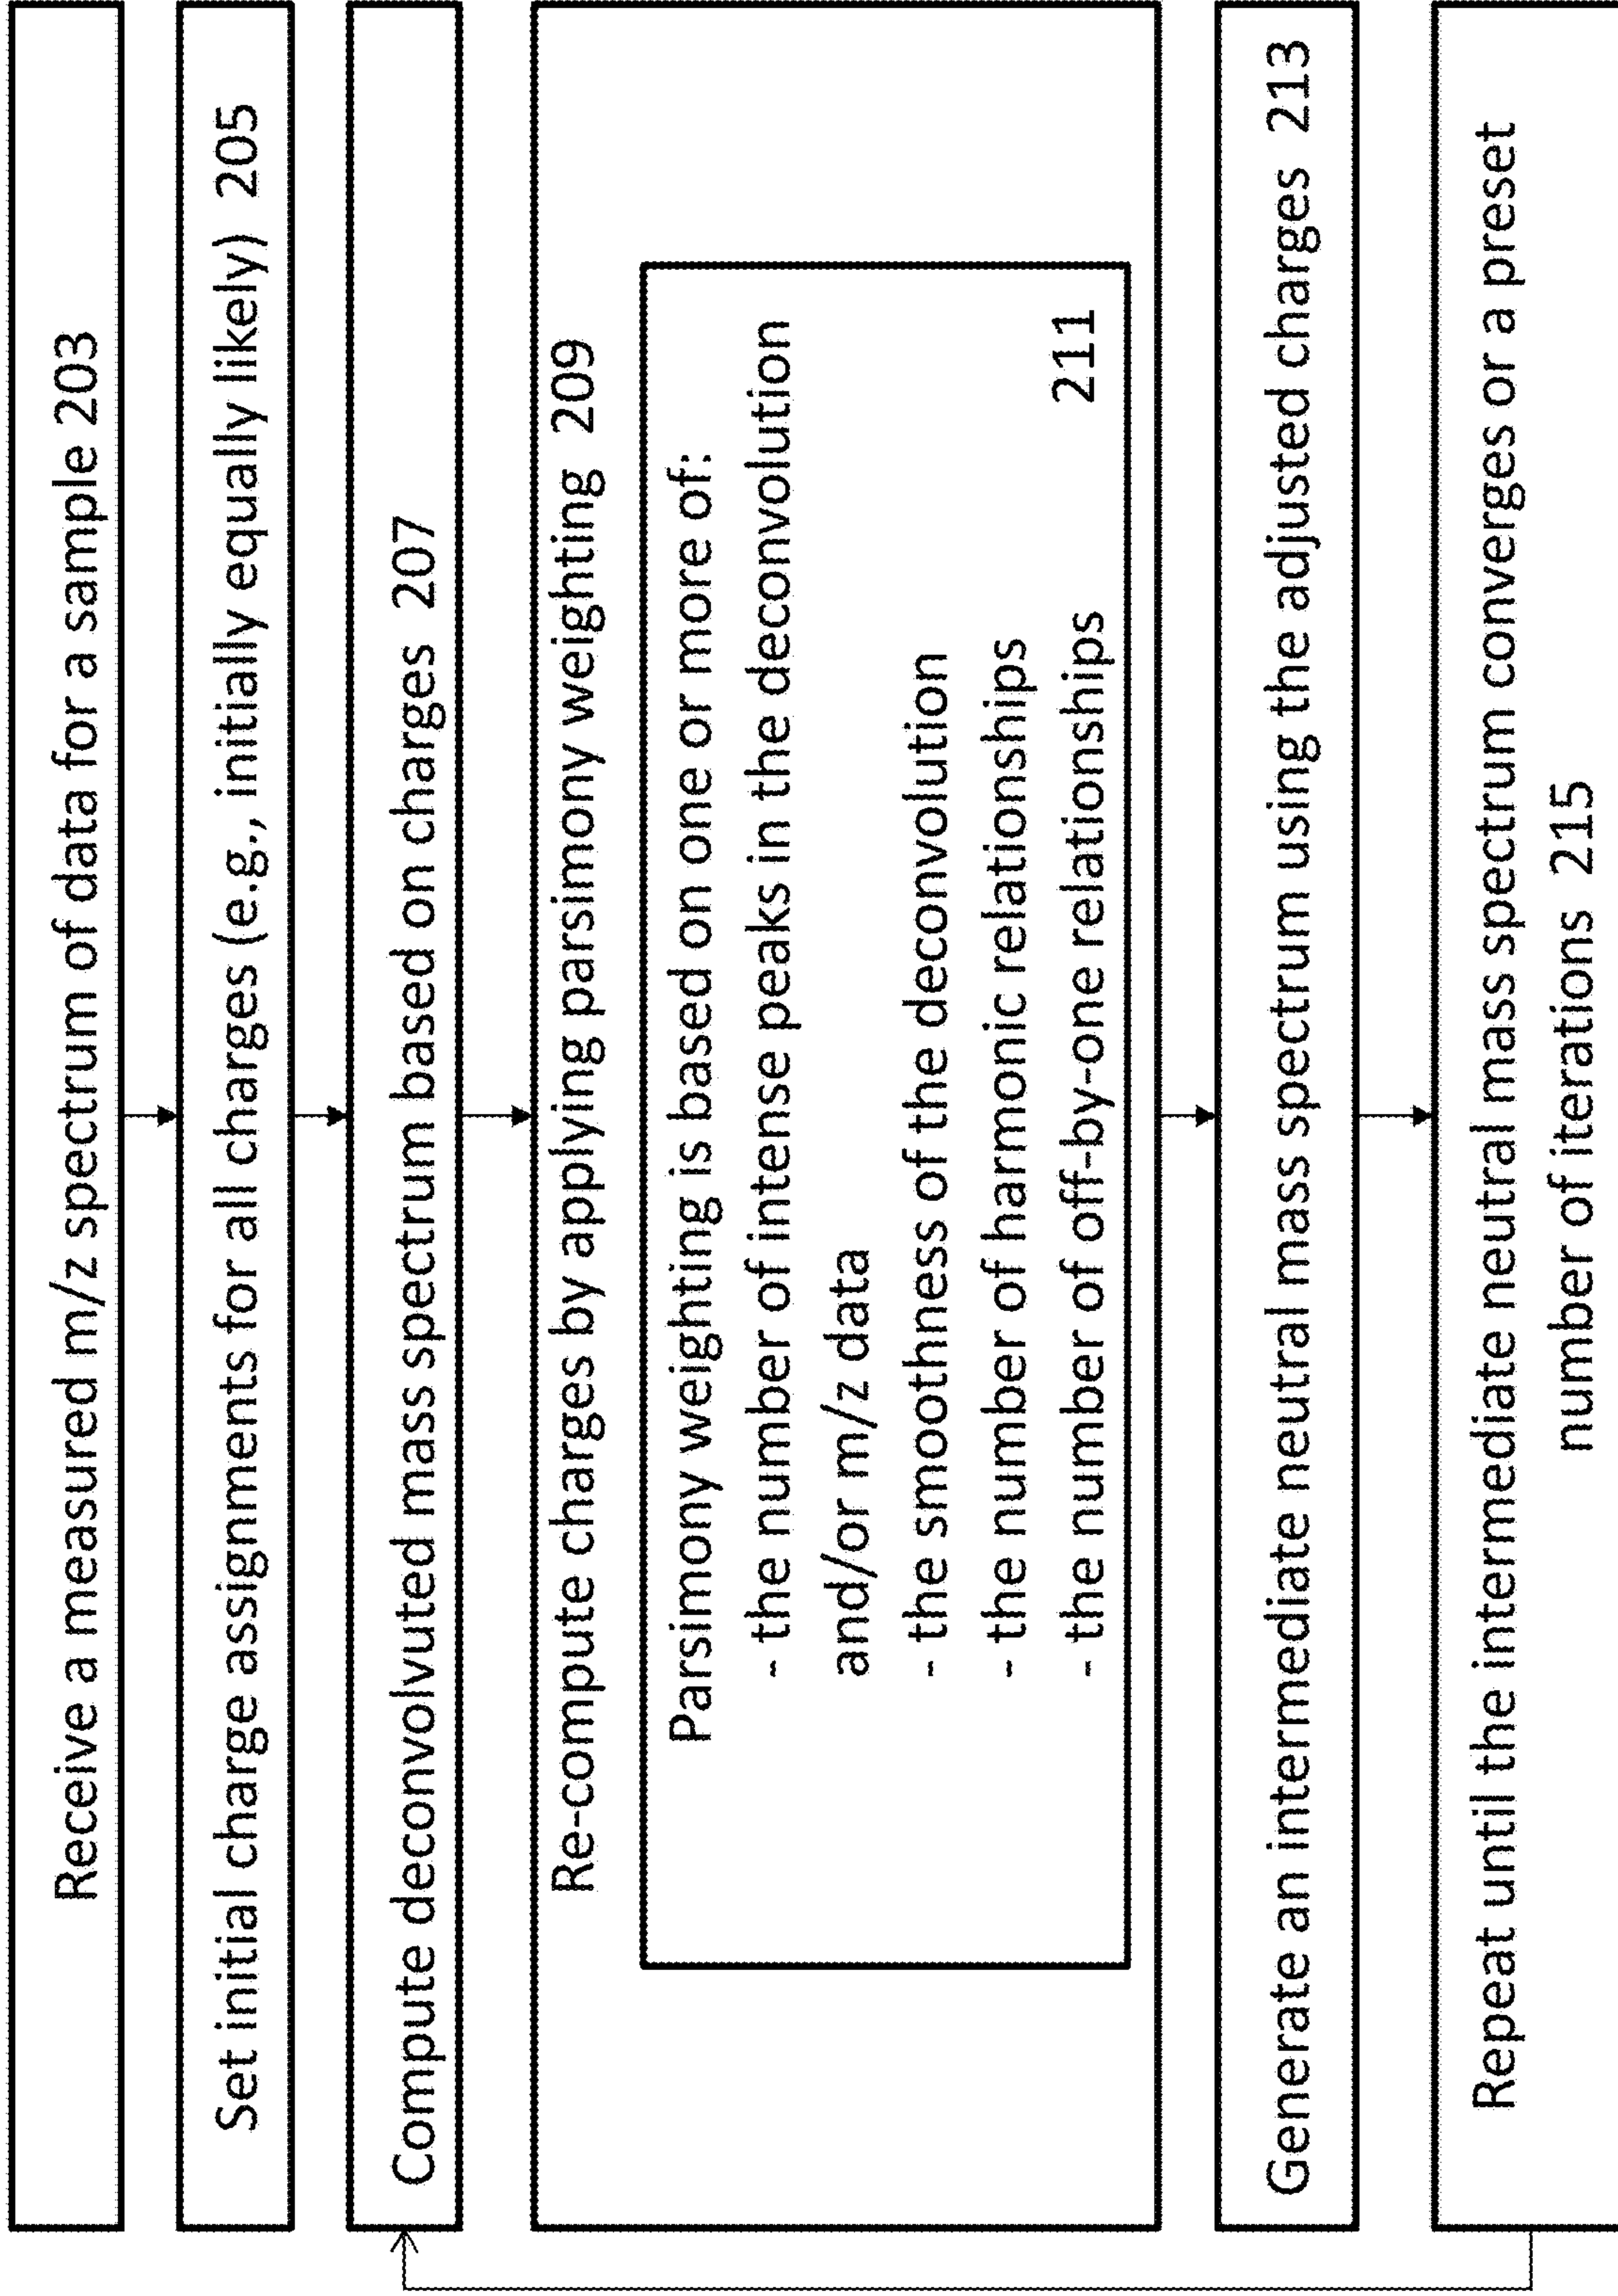 Receive a measured m/z spectrum of data for a sample 203
Set initial charge assignments for all charges (e.g., initially equally likely) 205
Compute deconvolvuted mass spectrum based on charges 207
Re-compute charges by applying parsimony weighting 209
Parsimony weighting is based on one or more of:
- the number of intense peaks in the deconvolution
and/or m/z data
- the smoothness of the deconvolution
- the number of harmonic relationships
- the number of off-by-one relationships 211
Generate an intermediate neutral mass spectrum using the adjusted charges 213
Repeat until the intermediate neutral mass spectrum converges or a preset
number of iterations 215